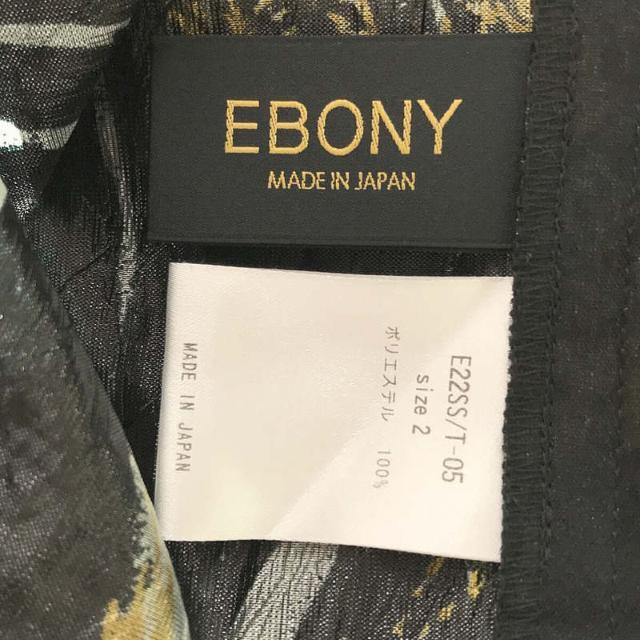 EBONY
MADE IN JAPAN
E22SS/T-05
size 2
ポリエステル 100%
MADE IN JAPAN